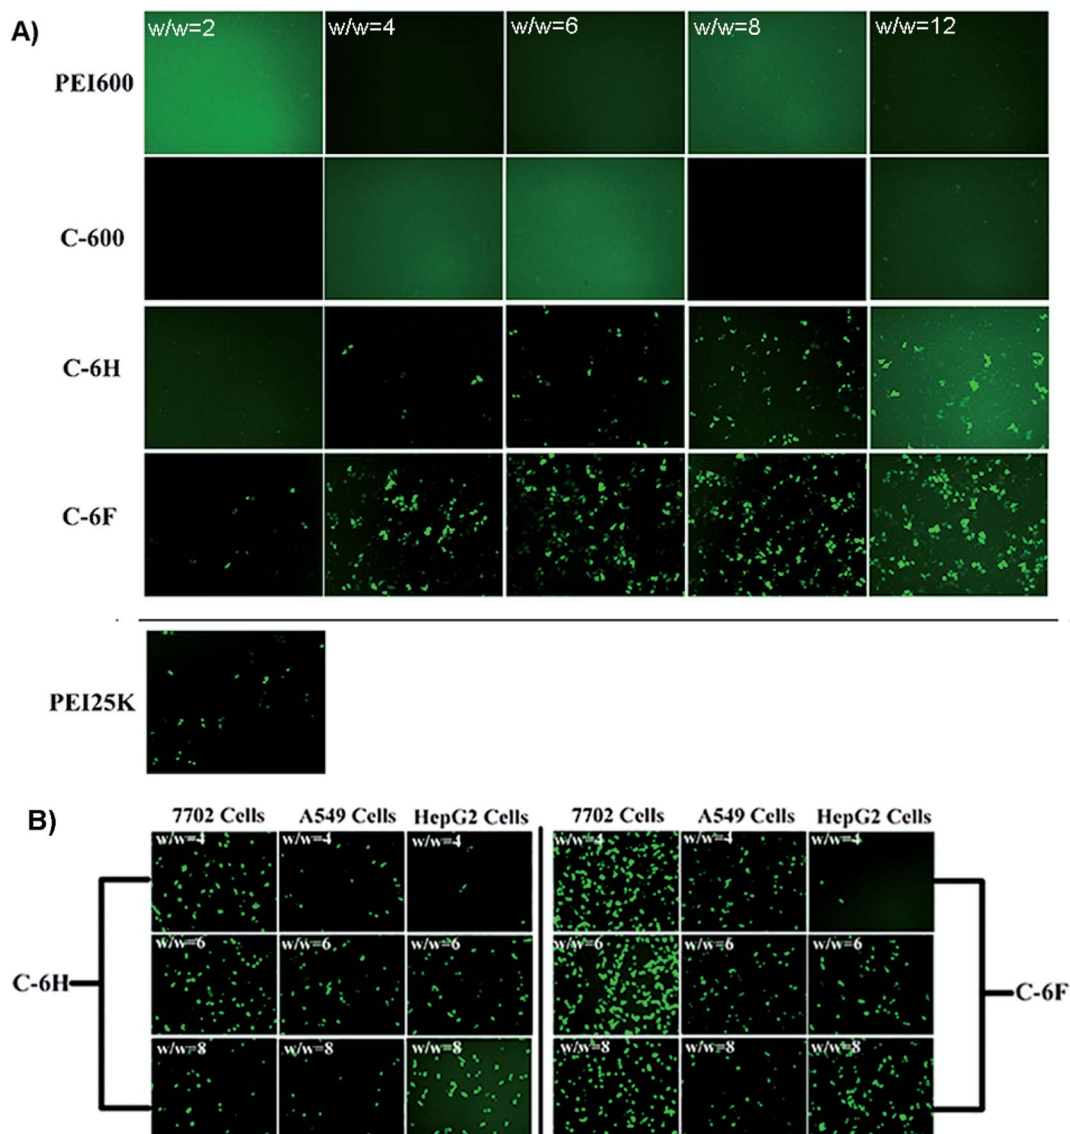 A)
w/w=2 w/w=4 w/w=6 w/w=8 w/w=12
PEI600
C-600
C-6H
C-6F
PEI25K
B)
7702 Cells A549 Cells HepG2 Cells 7702 Cells A549 Cells HepG2 Cells
w/w=4 w/w=4 w/w=4 w/w=4 w/w=4 w/w=4
w/w=6 w/w=6 w/w=6 w/w=6 w/w=6 w/w=6
C-6H C-6F
w/w=8 w/w=8 w/w=8 w/w=8 w/w=8 w/w=8